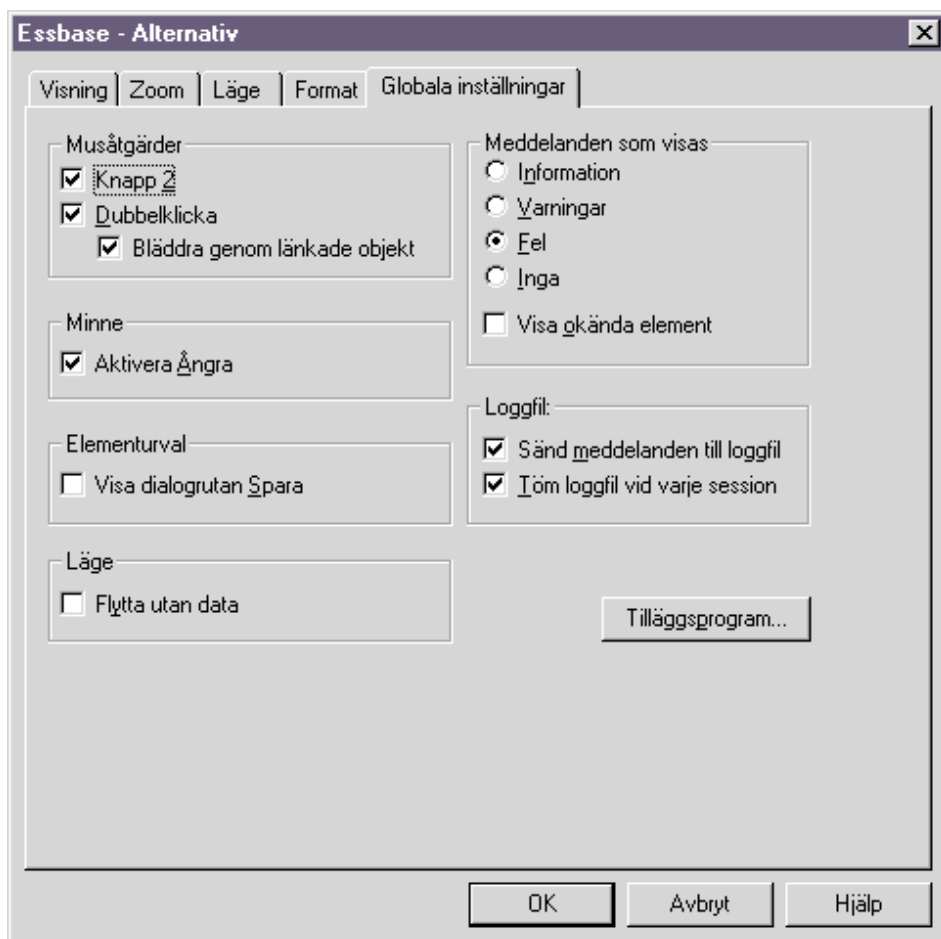 Essbase - Alternativ
Visning Zoom Läge Format Globala inställningar
Musåtgärder
Knapp 2
Dubbelklicka
Bläddra genom länkade objekt
Minne
Aktivera Ångra
Elementurval
Visa dialogrutan Spara
Läge
Flytta utan data
Meddelanden som visas
Information
Varningar
Fel
Inga
Visa okända element
Loggfil:
Sänd meddelanden till loggfil
Töm loggfil vid varje session
Tilläggsprogram...
OK Avbryt Hjälp